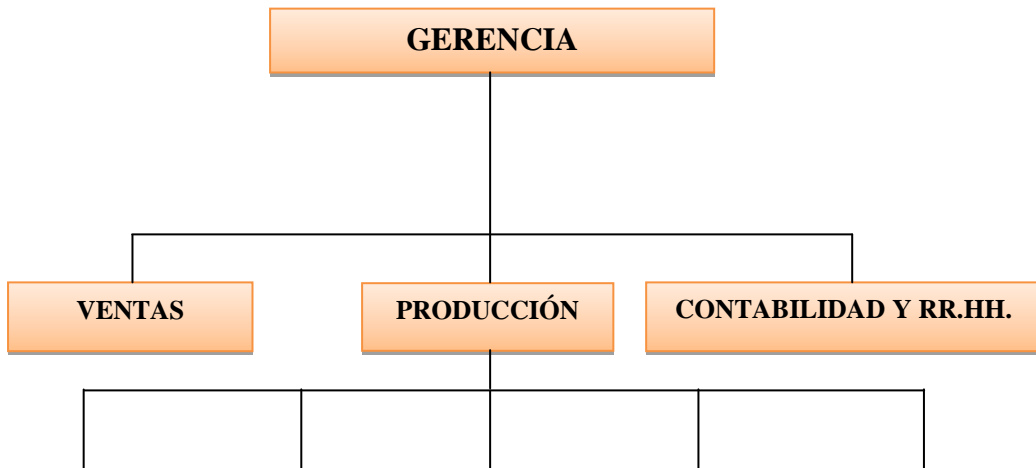 GERENCIA
VENTAS
PRODUCCIÓN
CONTABILIDAD Y RR.HH.